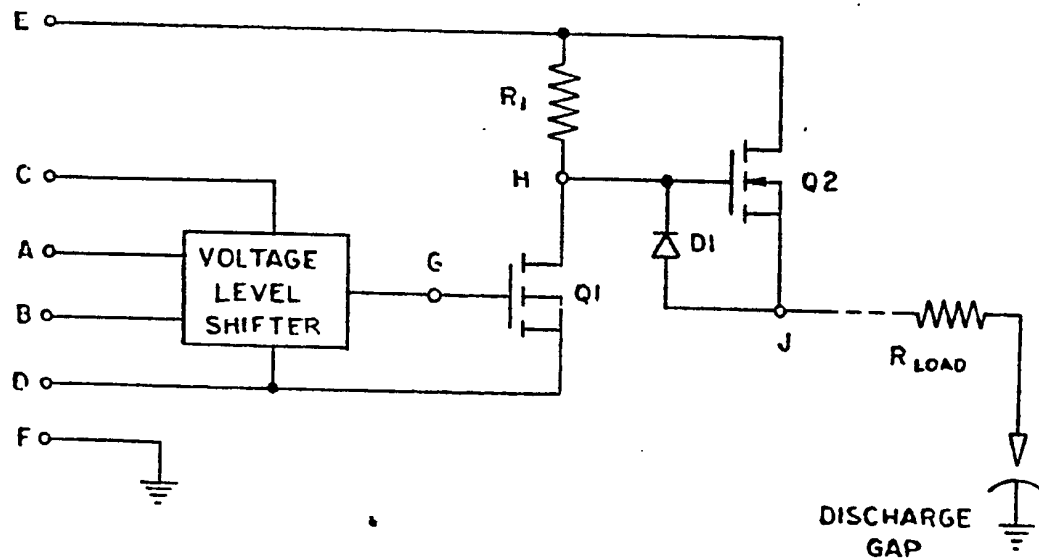 E
R1
C
H
Q2
A
VOLTAGE
LEVEL
SHIFTER
G
D1
Q1
B
J
RLOAD
D
F
DISCHARGE
GAP